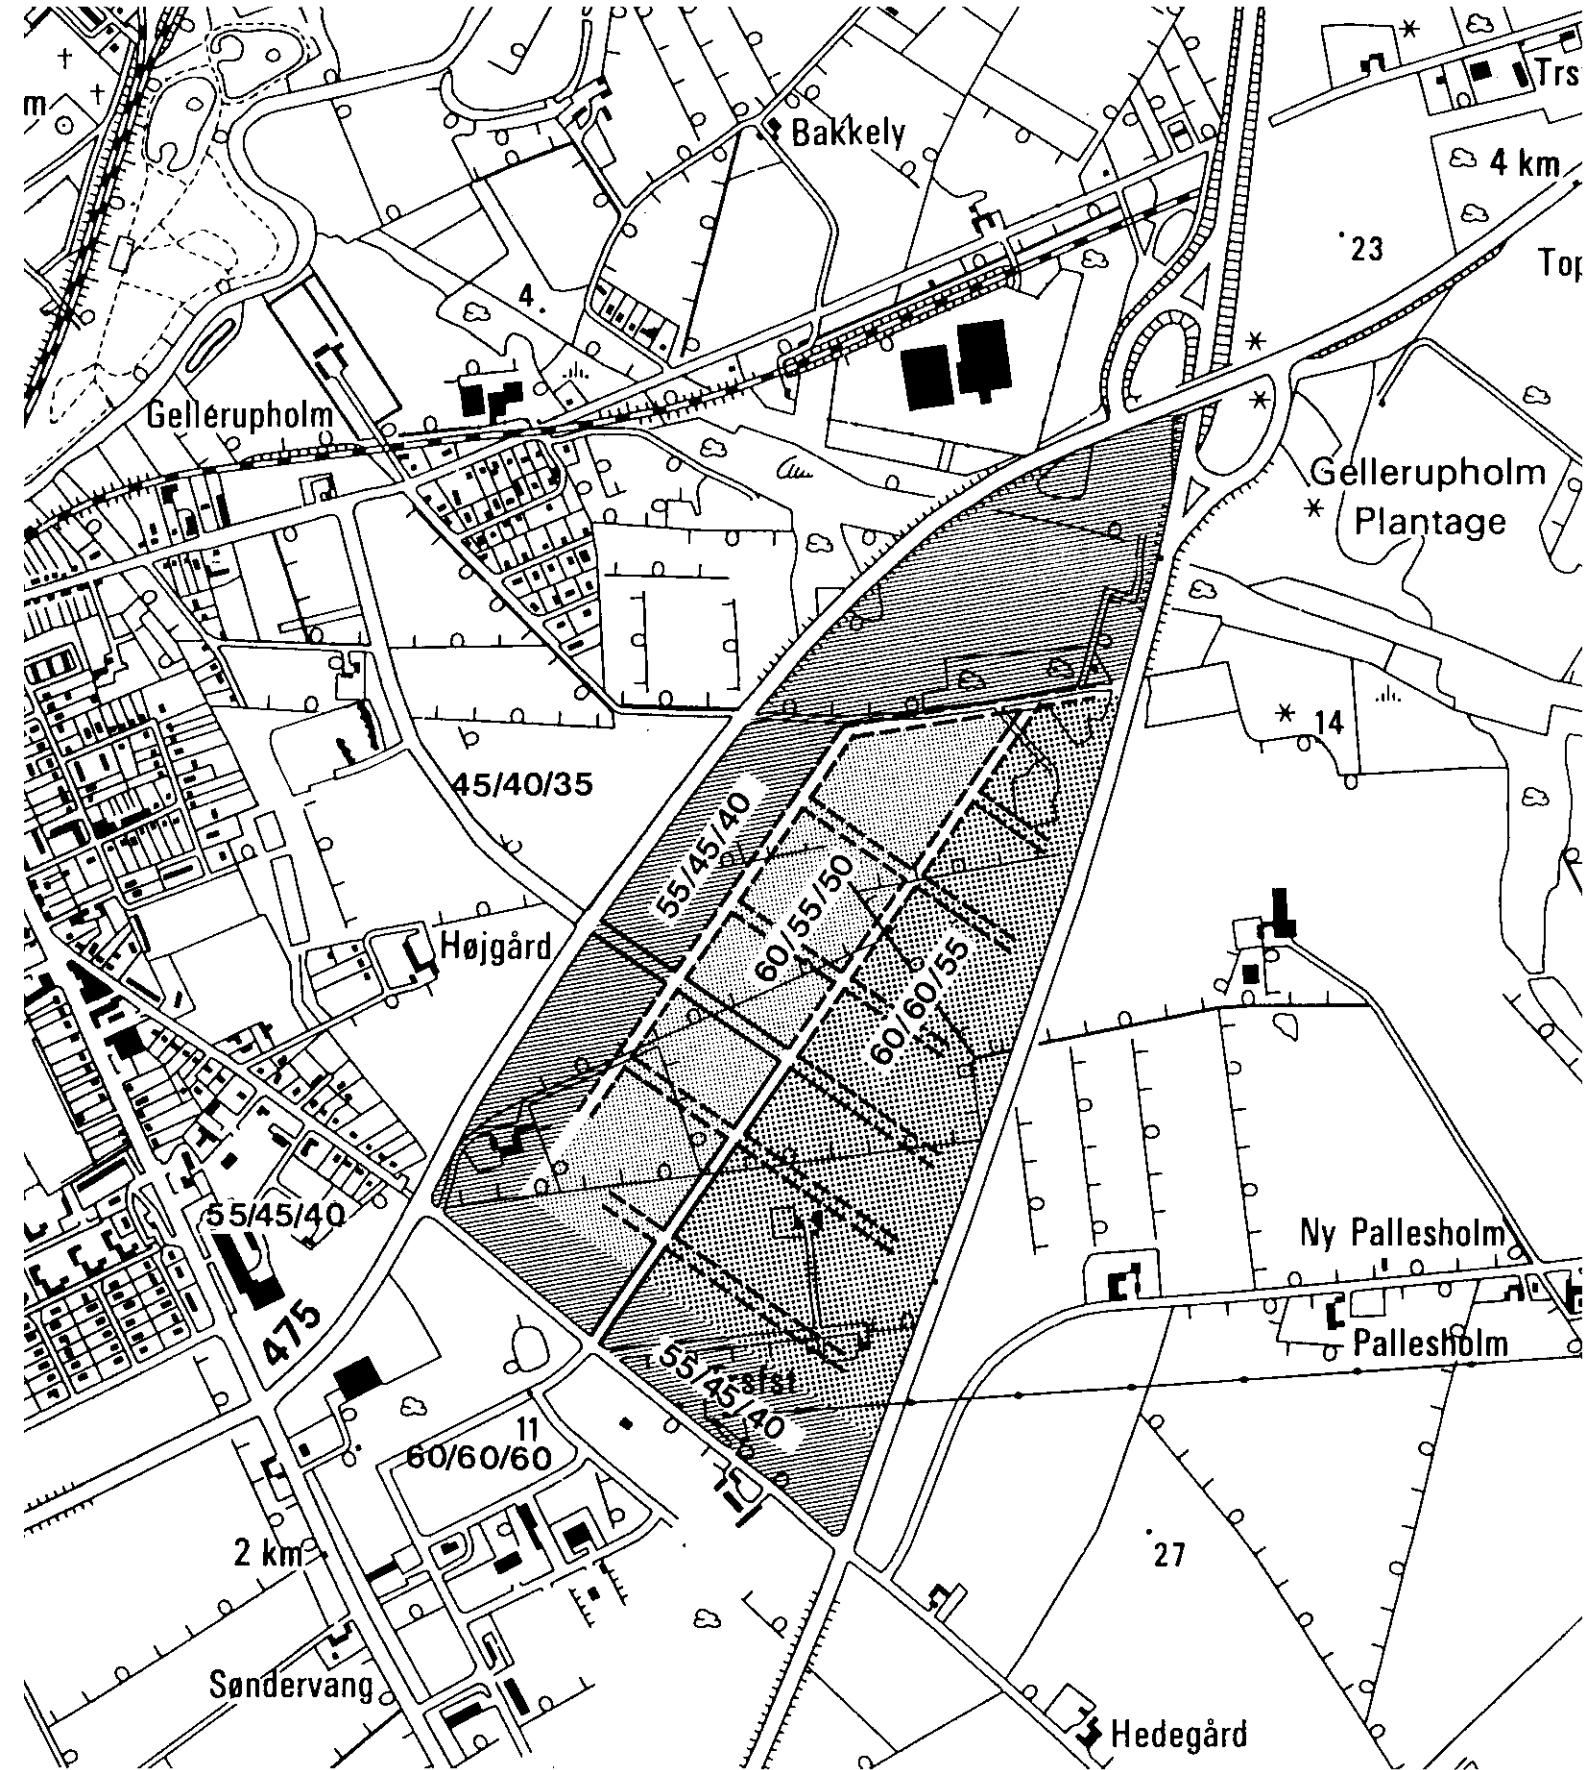 m
Bakkely
Trs
4 km
23
Top
4
Gellerupholm
Gellerupholm
Plantage
14
45/40/35
55/45/40
60/55/50
60/60/55
Højgård
55/45/40
475
Ny Pallesholm
Pallesholm
55/45/40
11
60/60/60
2 km
27
Søndervang
Hedegård